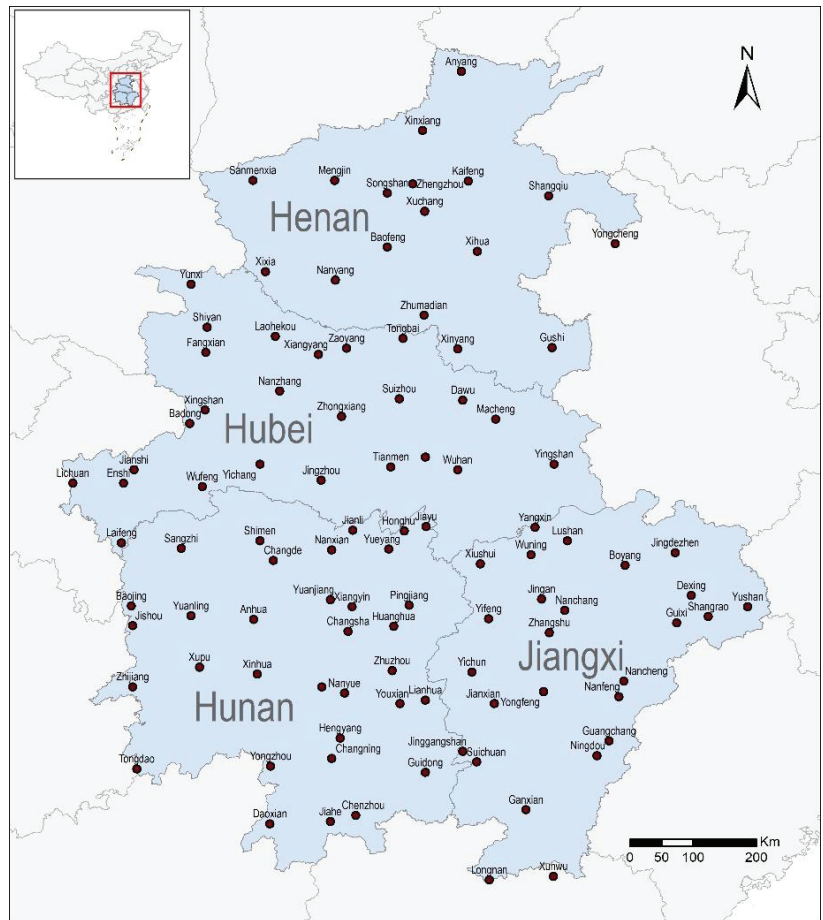 N
Anyang
Xinxiang
Sanmenxia
Mengjin
Songshan
Zhengzhou
Kaifeng
Shangqiu
Xuchang
Henan
Baofeng
Xihua
Yongcheng
Xixia
Nanyang
Yunxi
Zhumadian
Shiyan
Laohekou
Tongbai
Fangxian
Xiangyang
Zaoyang
Xinyang
Gushi
Nanzhang
Suizhou
Dawu
Xingshan
Macheng
Badong
Zhongxiang
Hubei
Jianshi
Tianmen
Wuhan
Yingshan
Lichuan
Enshi
Wufeng
Yichang
Jingzhou
Laifeng
Sangzhi
Shimen
Jianli
Honghu
Jiayu
Yangxin
Lushan
Changde
Nanxian
Yueyang
Xiushui
Wuning
Boyang
Jingdezhen
Baojing
Yuanling
Anhua
Yuanjiang
Xiangyin
Pingjiang
Jingan
Dexing
Jishou
Nanchang
Yushan
Changsha
Huanghua
Yifeng
Zhangshu
Guixi
Shangrao
Xupu
Xinhua
Zhuzhou
Yichun
Jiangxi
Zhijiang
Nanyue
Nancheng
Hunan
Youxian
Lianhua
Jianxian
Yongfeng
Nanfeng
Hengyang
Changning
Jinggangshan
Suichuan
Guangchang
Ningdou
Tongdao
Yongzhou
Guidong
Daoxian
Jiahe
Chenzhou
Ganxian
Longnan
Xunwu
Km
0 50 100 200